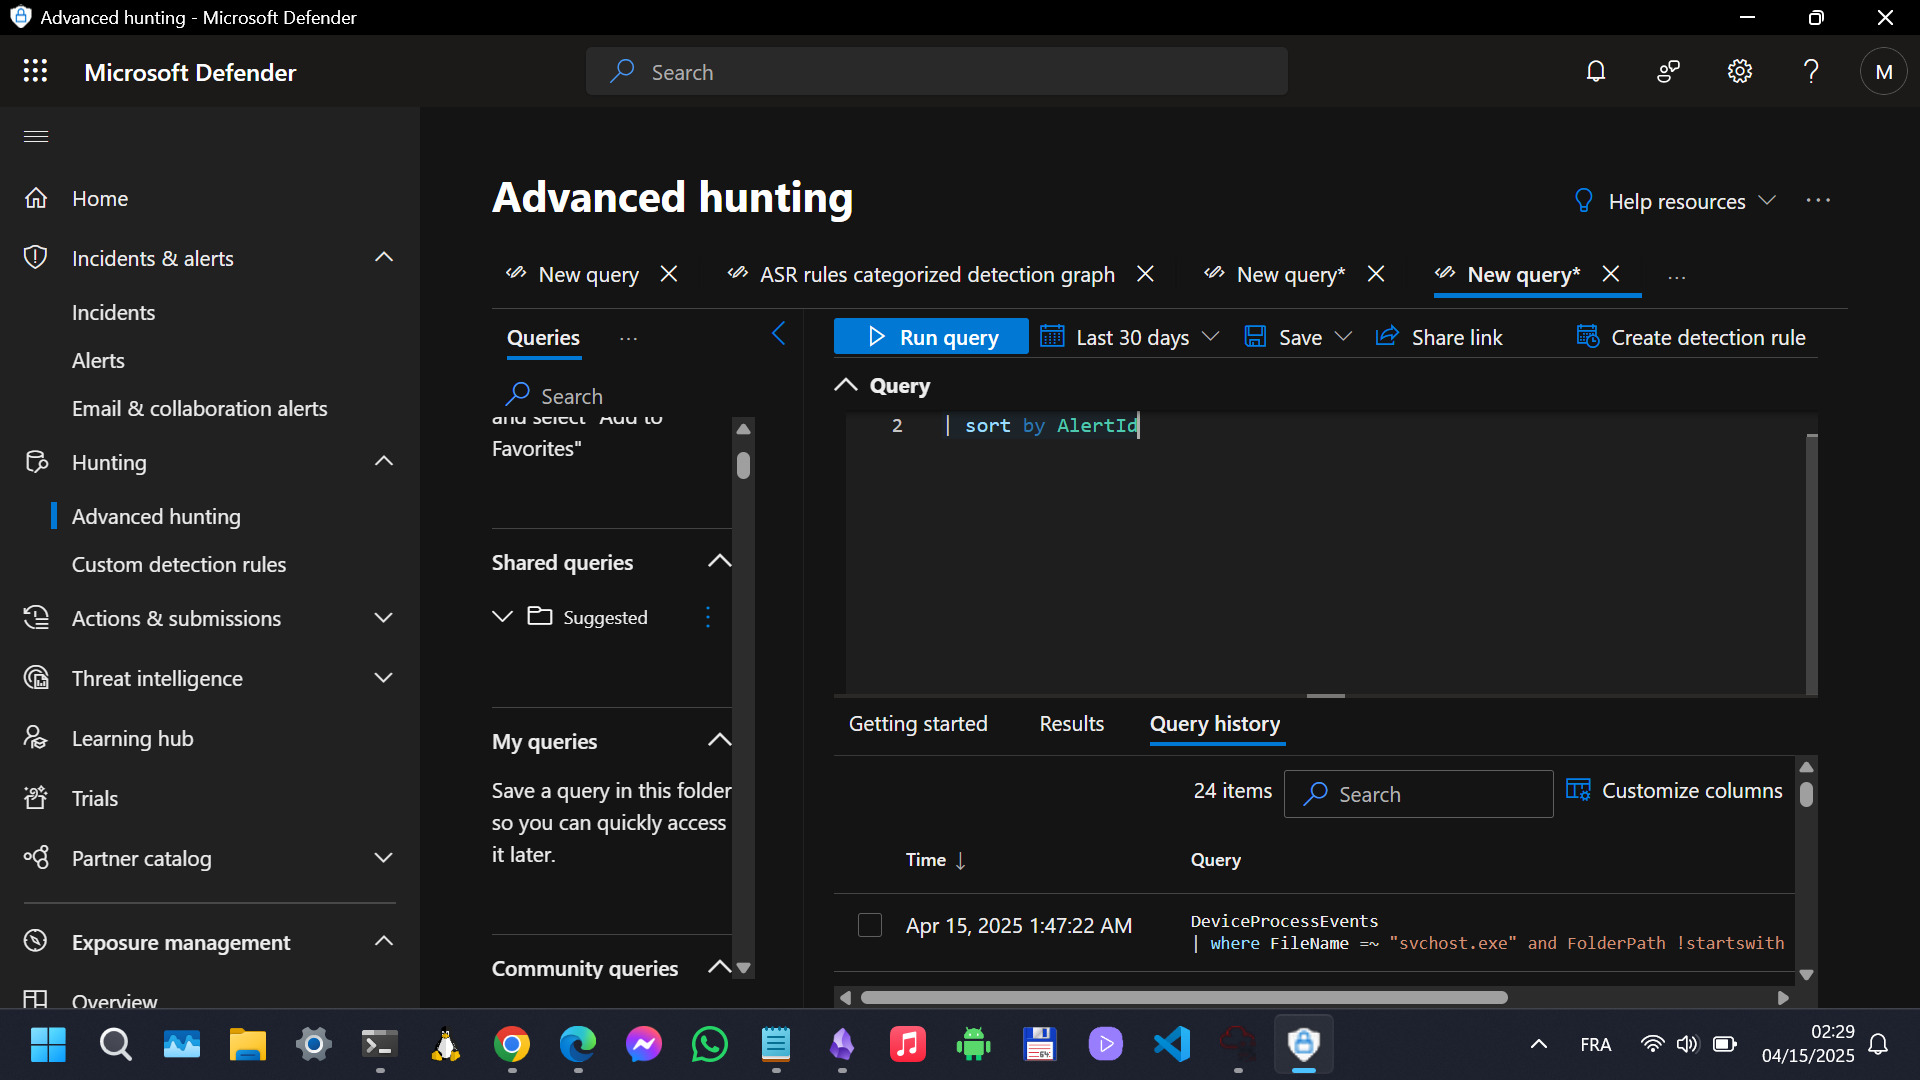 Advanced hunting - Microsoft Defender
Microsoft Defender
Search
M
Home
Incidents & alerts
Incidents
Alerts
Email & collaboration alerts
Hunting
Advanced hunting
Custom detection rules
Actions & submissions
Threat intelligence
Learning hub
Trials
Partner catalog
Exposure management
Overview
Advanced hunting
Help resources
New query
ASR rules categorized detection graph
New query*
New query*
Queries
Search
and select "Add to
Favorites"
Shared queries
Suggested
My queries
Save a query in this folder
so you can quickly access
it later.
Community queries
Run query
Last 30 days
Save
Share link
Create detection rule
Query
2 | sort by AlertId
Getting started
Results
Query history
24 items
Search
Customize columns
Time ↓
Query
Apr 15, 2025 1:47:22 AM
DeviceProcessEvents
| where FileName =~ "svchost.exe" and FolderPath !startswith
64
FRA
02:29
04/15/2025